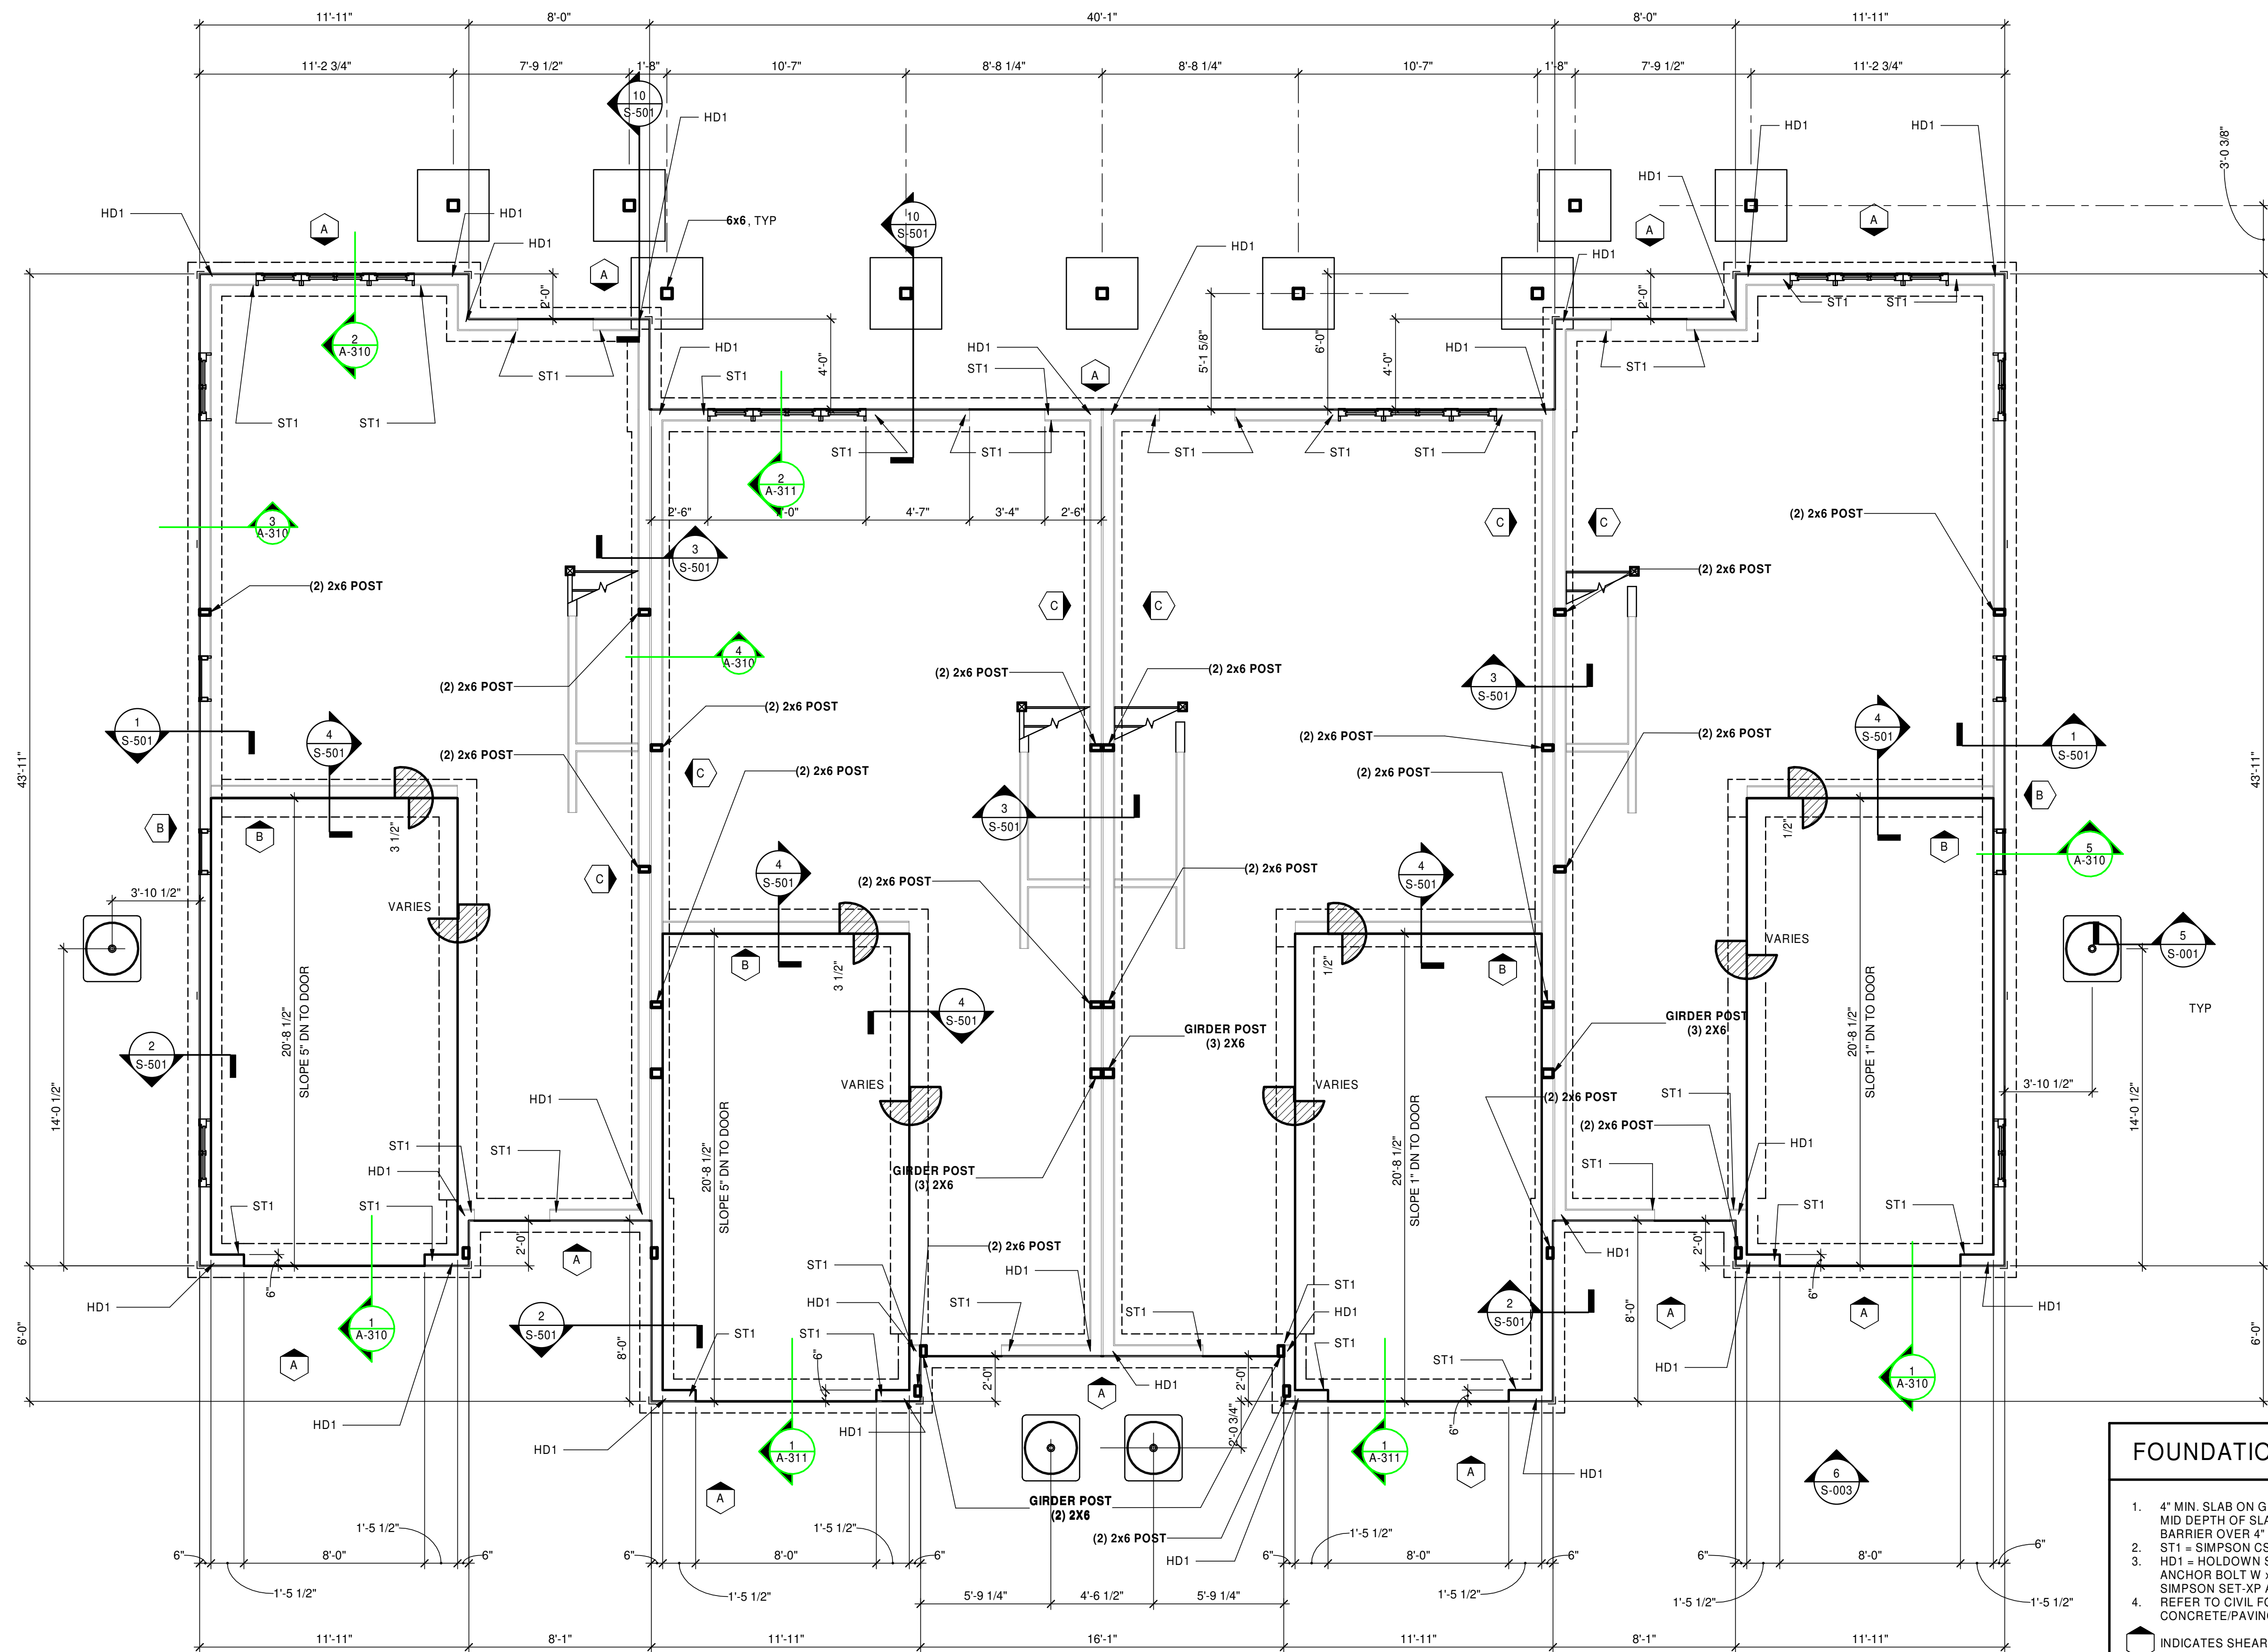 11'-11"
8'-0"
40'-1"
8'-0"
11'-11"
11'-2 3/4"
7'-9 1/2"
1'-8"
10'-7"
8'-8 1/4"
8'-8 1/4"
10'-7"
1'-8"
7'-9 1/2"
11'-2 3/4"
10
S-501
HD1
HD1
HD1
3'-0 3/8"
HD1
HD1
A
HD1
6x6, TYP
10
S-501
HD1
A
A
HD1
A
HD1
HD1
2'-0"
2'-0"
ST1
ST1
2
A-310
HD1
4'-0"
HD1
ST1
A
5'-1 5/8"
6'-0"
4'-0"
HD1
ST1
ST1
ST1
ST1
ST1
ST1
ST1
ST1
ST1
ST1
2
A-311
2'-6"
4'-7"
3'-4"
2'-6"
3
A-310
C
C
(2) 2x6 POST
3
S-501
(2) 2x6 POST
(2) 2x6 POST
C
C
4
A-310
(2) 2x6 POST
(2) 2x6 POST
(2) 2x6 POST
3
S-501
(2) 2x6 POST
1
S-501
4
S-501
(2) 2x6 POST
(2) 2x6 POST
4
S-501
1
S-501
(2) 2x6 POST
C
(2) 2x6 POST
(2) 2x6 POST
43'-11"
43'-11"
B
B
B
3 1/2"
3
S-501
1/2"
B
5
A-310
C
4
S-501
(2) 2x6 POST
(2) 2x6 POST
4
S-501
3'-10 1/2"
VARIES
VARIES
5
S-001
B
3 1/2"
1/2"
B
TYP
4
S-501
GIRDER POST
(3) 2X6
GIRDER POST
(3) 2X6
2
S-501
20'-8 1/2"
SLOPE 5" DN TO DOOR
20'-8 1/2"
SLOPE 1" DN TO DOOR
VARIES
VARIES
3'-10 1/2"
14'-0 1/2"
14'-0 1/2"
HD1
(2) 2x6 POST
ST1
(2) 2x6 POST
ST1
ST1
HD1
HD1
20'-8 1/2"
SLOPE 5" DN TO DOOR
GIRDER POST
(3) 2X6
20'-8 1/2"
SLOPE 1" DN TO DOOR
ST1
ST1
ST1
ST1
ST1
2'-0"
A
(2) 2x6 POST
HD1
2'-0"
ST1
HD1
ST1
6"
6"
HD1
HD1
ST1
ST1
HD1
HD1
1
A-310
2
S-501
2
S-501
A
A
6'-0"
6'-0"
8'-0"
8'-0"
ST1
ST1
6"
ST1
ST1
A
HD1
1
A-310
2'-0"
A
HD1
2'-0"
6"
HD1
HD1
HD1
1
A-311
2'-0 3/4"
1
A-311
A
HD1
6
S-003
A
GIRDER POST
(2) 2X6
(2) 2x6 POST
HD1
FOUNDATIO
1. 4" MIN. SLAB ON G
MID DEPTH OF SLA
BARRIER OVER 4"
2. ST1 = SIMPSON CS
3. HD1 = HOLDOWN S
ANCHOR BOLT W x
SIMPSON SET-XP A
4. REFER TO CIVIL FO
CONCRETE/PAVING
INDICATES SHEAR
1'-5 1/2"
1'-5 1/2"
1'-5 1/2"
6"
8'-0"
6"
6"
8'-0"
6"
6"
8'-0"
6"
6"
8'-0"
6"
1'-5 1/2"
1'-5 1/2"
1'-5 1/2"
1'-5 1/2"
1'-5 1/2"
5'-9 1/4"
4'-6 1/2"
5'-9 1/4"
11'-11"
8'-1"
11'-11"
16'-1"
11'-11"
8'-1"
11'-11"